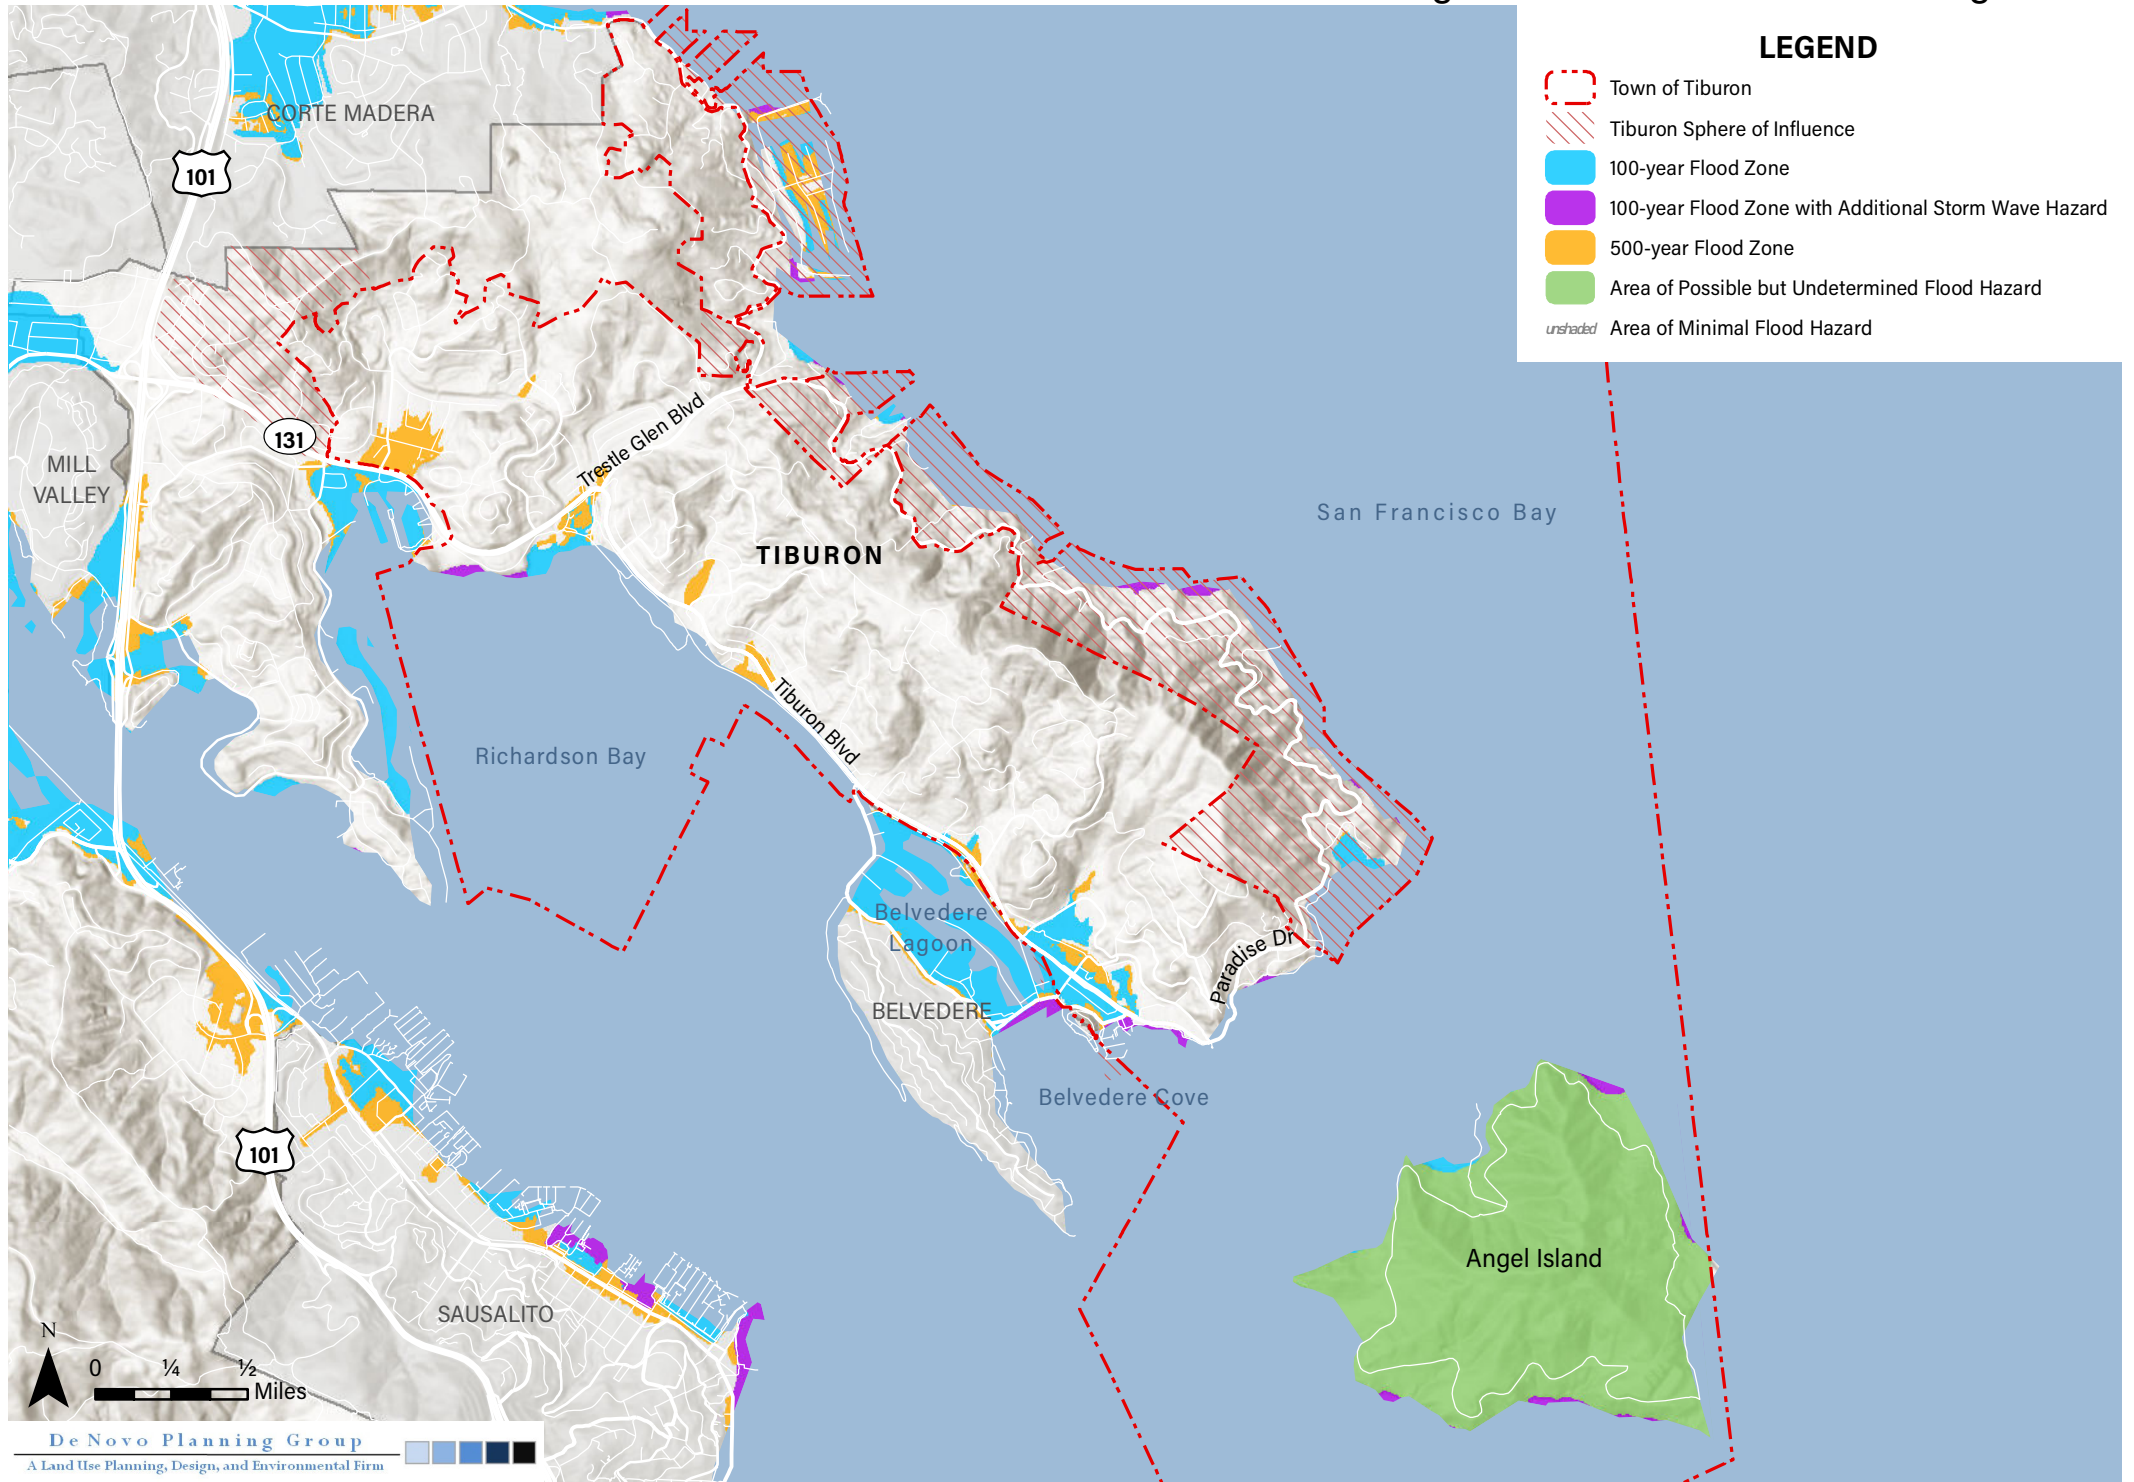 LEGEND
Town of Tiburon
Tiburon Sphere of Influence
100-year Flood Zone
100-year Flood Zone with Additional Storm Wave Hazard
500-year Flood Zone
Area of Possible but Undetermined Flood Hazard
unshaded Area of Minimal Flood Hazard
CORTE MADERA
101
131
MILL
VALLEY
Trestle Glen Blvd
San Francisco Bay
TIBURON
Tiburon Blvd
Richardson Bay
Belvedere
Lagoon
Paradise Dr
BELVEDERE
Belvedere Cove
101
Angel Island
SAUSALITO
N
0 ¼ ½
Miles
De Novo Planning Group
A Land Use Planning, Design, and Environmental Firm